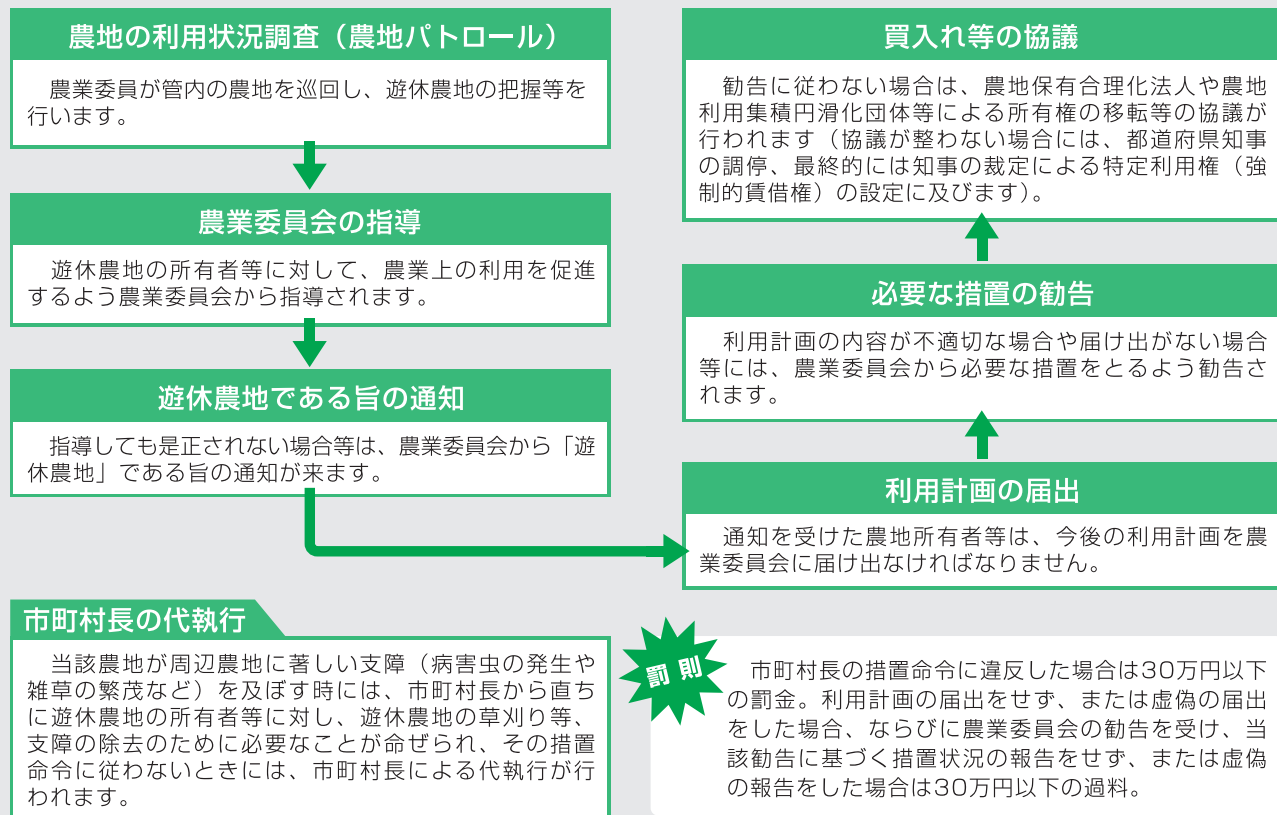 農地の利用状況調査（農地パトロール）
　農業委員が管内の農地を巡回し、遊休農地の把握等を
行います。
農業委員会の指導
　遊休農地の所有者等に対して、農業上の利用を促進
するよう農業委員会から指導されます。
遊休農地である旨の通知
　指導しても是正されない場合等は、農業委員会から「遊
休農地」である旨の通知が来ます。
利用計画の届出
　通知を受けた農地所有者等は、今後の利用計画を農
業委員会に届け出なければなりません。
必要な措置の勧告
　利用計画の内容が不適切な場合や届け出がない場合
等には、農業委員会から必要な措置をとるよう勧告さ
れます。
買入れ等の協議
　勧告に従わない場合は、農地保有合理化法人や農地
利用集積円滑化団体等による所有権の移転等の協議が
行われます（協議が整わない場合には、都道府県知事
の調停、最終的には知事の裁定による特定利用権（強
制的賃借権）の設定に及びます）。
市町村長の代執行
　当該農地が周辺農地に著しい支障（病害虫の発生や
雑草の繁茂など）を及ぼす時には、市町村長から直ち
に遊休農地の所有者等に対し、遊休農地の草刈り等、
支障の除去のために必要なことが命ぜられ、その措置
命令に従わないときには、市町村長による代執行が行
われます。
罰則
　市町村長の措置命令に違反した場合は30万円以下
の罰金。利用計画の届出をせず、または虚偽の届出
をした場合、ならびに農業委員会の勧告を受け、当
該勧告に基づく措置状況の報告をせず、または虚偽
の報告をした場合は30万円以下の過料。